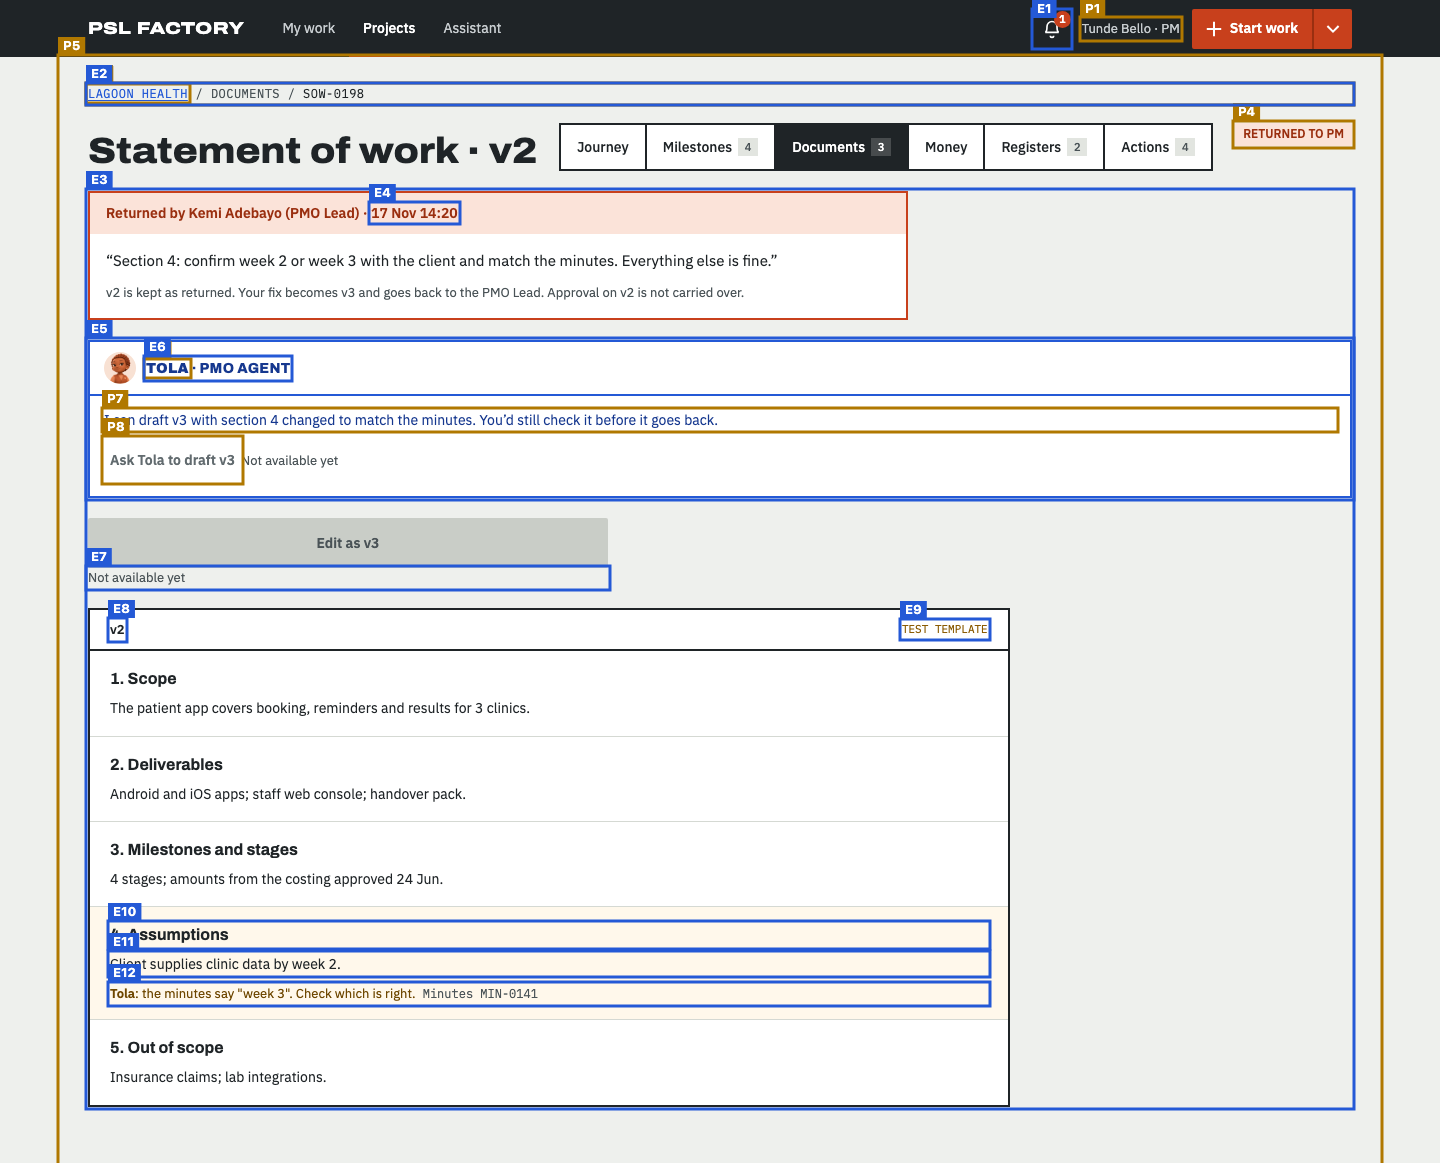 E1
P1
1
PSL FACTORY
My work
Projects
Assistant
Tunde Bello · PM
Start work
P5
E2
LAGOON HEALTH / DOCUMENTS / SOW-0198
P4
RETURNED TO PM
Statement of work · v2
Journey
Milestones 4
Documents 3
Money
Registers 2
Actions 4
E3
E4
Returned by Kemi Adebayo (PMO Lead) · 17 Nov 14:20
“Section 4: confirm week 2 or week 3 with the client and match the minutes. Everything else is fine.”
v2 is kept as returned. Your fix becomes v3 and goes back to the PMO Lead. Approval on v2 is not carried over.
E5
E6
TOLA · PMO AGENT
P7
I can draft v3 with section 4 changed to match the minutes. You’d still check it before it goes back.
P8
Ask Tola to draft v3 Not available yet
Edit as v3
E7
Not available yet
E8
E9
v2
TEST TEMPLATE
1. Scope
The patient app covers booking, reminders and results for 3 clinics.
2. Deliverables
Android and iOS apps; staff web console; handover pack.
3. Milestones and stages
4 stages; amounts from the costing approved 24 Jun.
E10
4. Assumptions
E11
Client supplies clinic data by week 2.
E12
Tola: the minutes say "week 3". Check which is right. Minutes MIN-0141
5. Out of scope
Insurance claims; lab integrations.